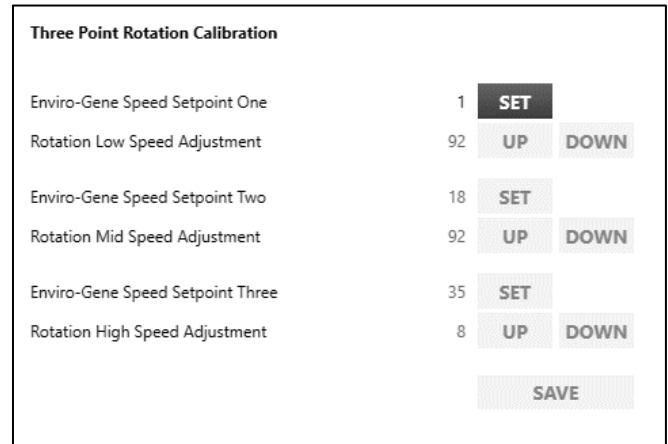 Three Point Rotation Calibration
Enviro-Gene Speed Setpoint One 1 SET
Rotation Low Speed Adjustment 92 UP DOWN
Enviro-Gene Speed Setpoint Two 18 SET
Rotation Mid Speed Adjustment 92 UP DOWN
Enviro-Gene Speed Setpoint Three 35 SET
Rotation High Speed Adjustment 8 UP DOWN
SAVE